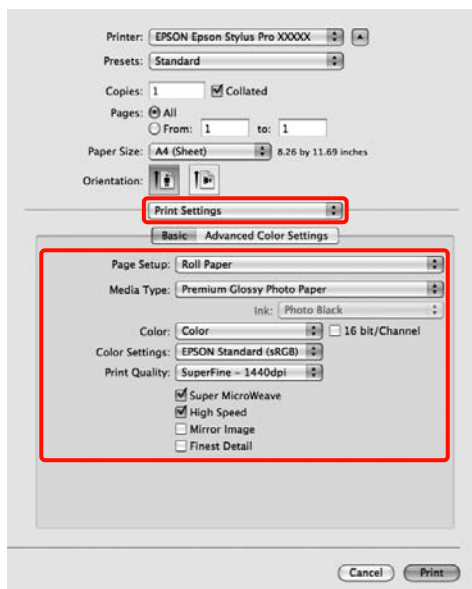 Printer: EPSON Epson Stylus Pro XXXXX
Presets: Standard
Copies: 1 Collated
Pages: All
From: 1 to: 1
Paper Size: A4 (Sheet) 8.26 by 11.69 inches
Orientation:
Print Settings
Basic Advanced Color Settings
Page Setup: Roll Paper
Media Type: Premium Glossy Photo Paper
Ink: Photo Black
Color: Color 16 bit/Channel
Color Settings: EPSON Standard (sRGB)
Print Quality: SuperFine – 1440dpi
Super MicroWeave
High Speed
Mirror Image
Finest Detail
Cancel Print